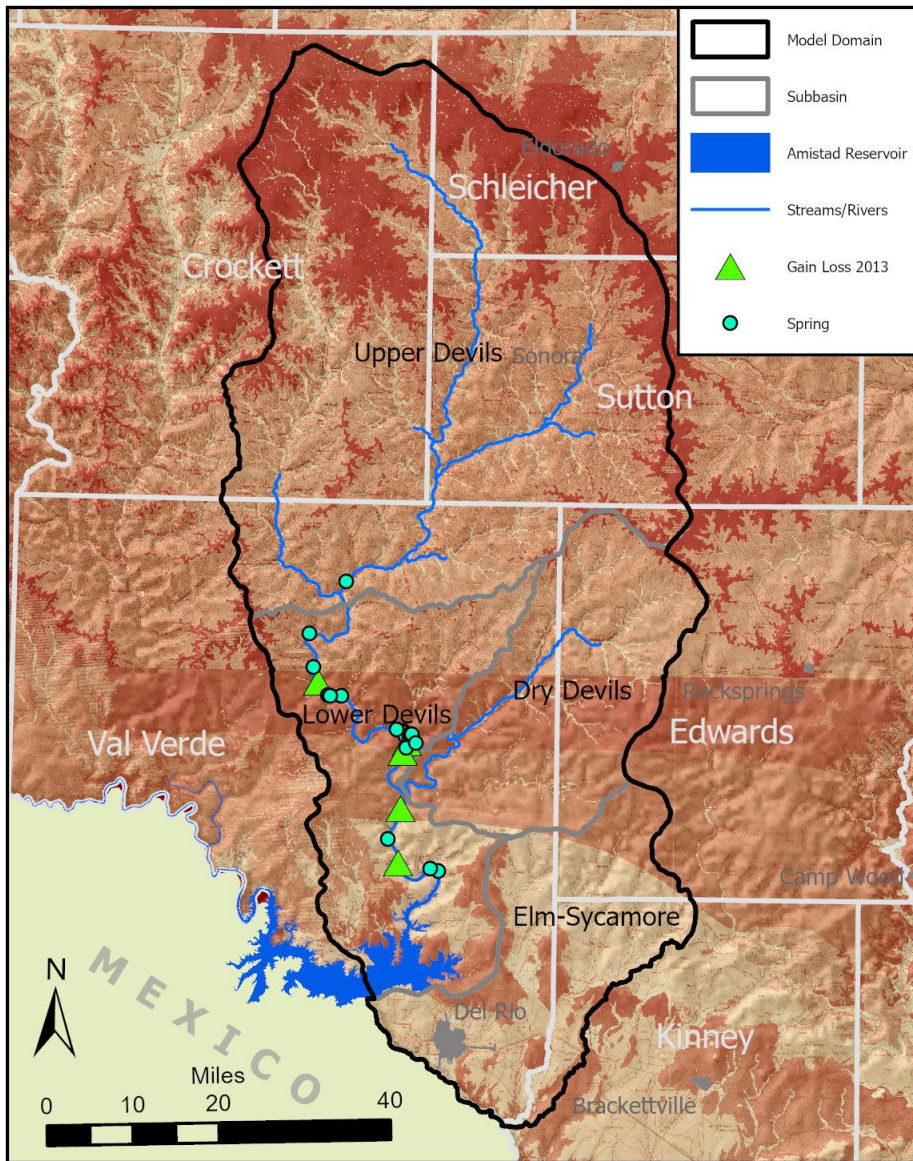 Model Domain
Subbasin
Amistad Reservoir
Streams/Rivers
Gain Loss 2013
Spring
Eldorado
Schleicher
Crockett
Upper Devils
Sonora
Sutton
Dry Devils
Rocksprings
Lower Devils
Edwards
Val Verde
Camp Wood
Elm-Sycamore
MEXICO
N
Del Rio
Kinney
Miles
0 10 20 40
Brackettville